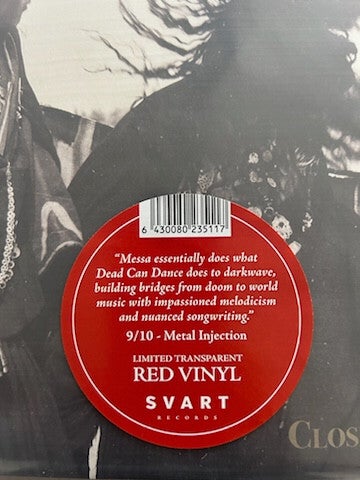 6 430080 235117
“Messa essentially does what
Dead Can Dance does to darkwave,
building bridges from doom to world
music with impassioned melodicism
and nuanced songwriting.”
9/10 - Metal Injection
LIMITED TRANSPARENT
RED VINYL
SVART
RECORDS
CLOS